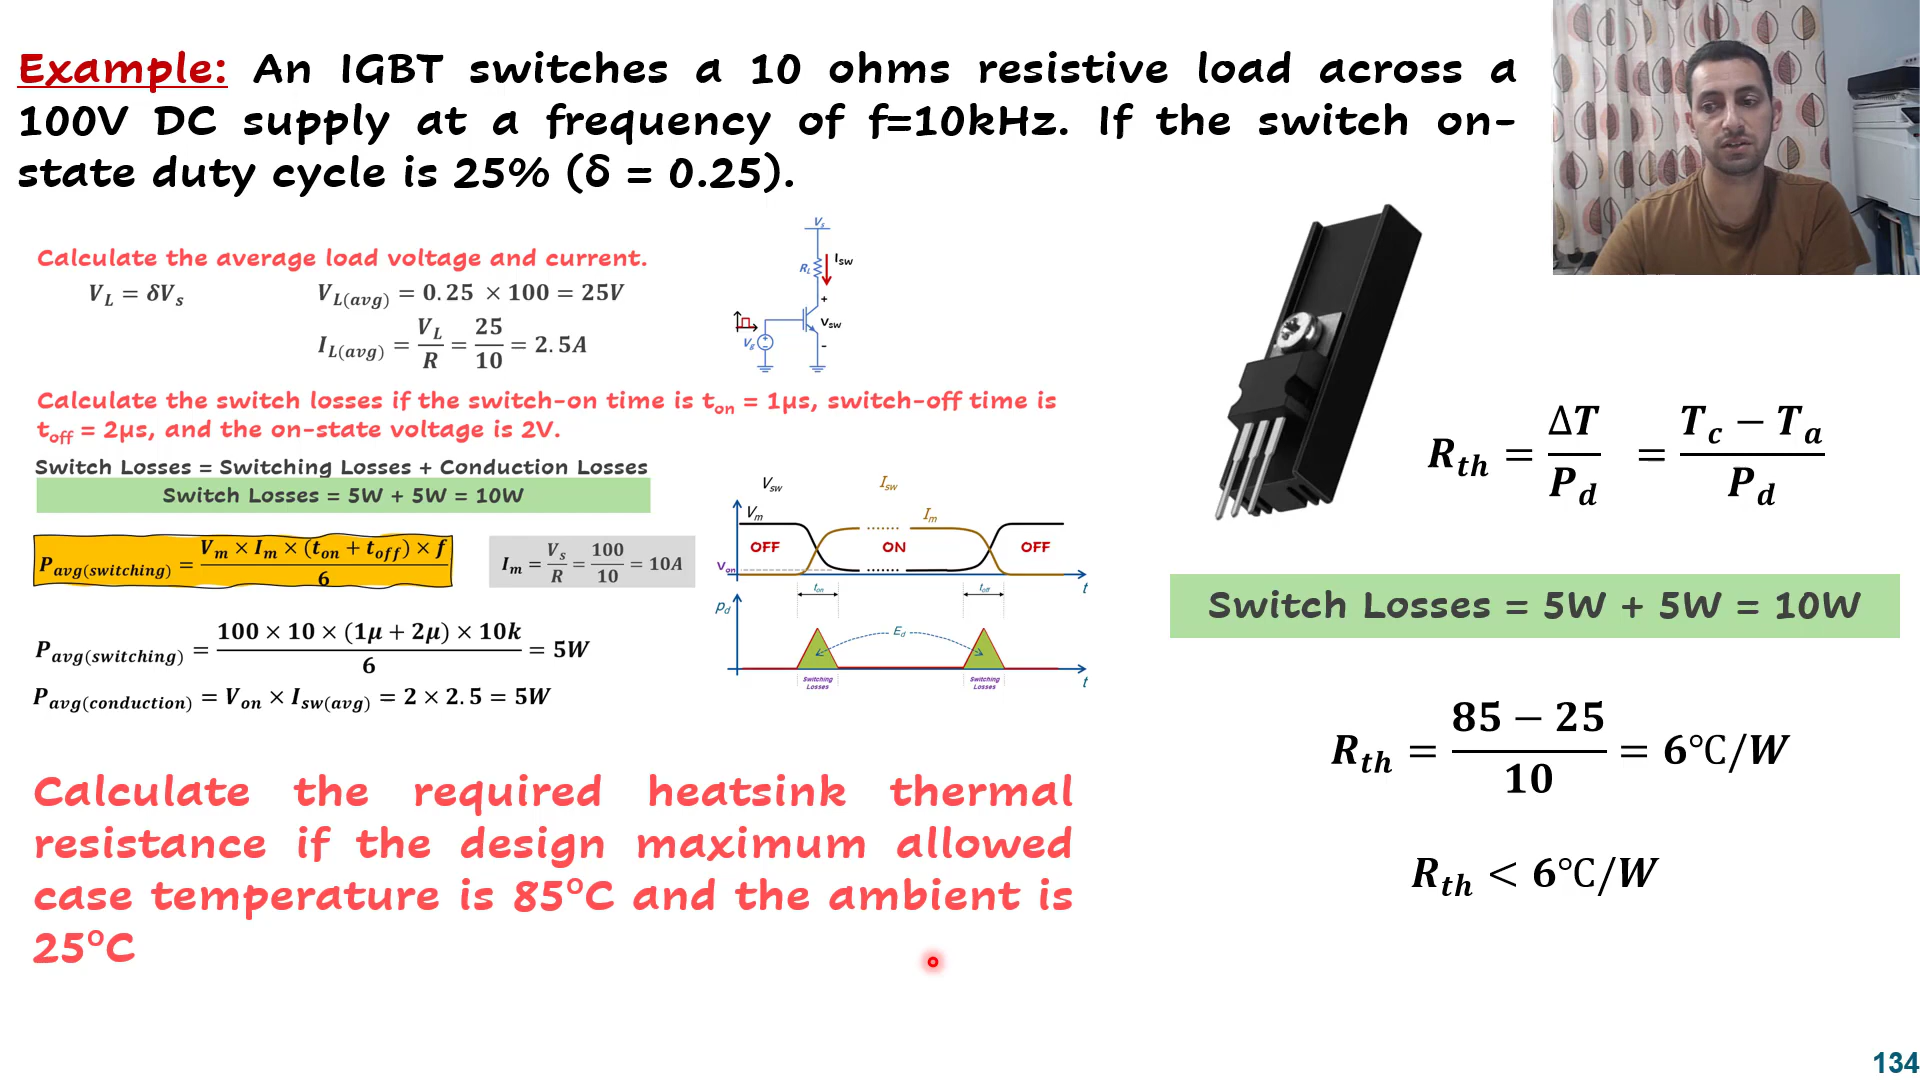 Example: An IGBT switches a 10 ohms resistive load across a
100V DC supply at a frequency of f=10kHz. If the switch on-
state duty cycle is 25% (δ = 0.25).
Calculate the average load voltage and current.
V_L = δV_s
V_L(avg) = 0.25 × 100 = 25V
I_L(avg) = V_L/R = 25/10 = 2.5A
V_s
R_L
I_sw
+
V_sw
-
V_g
Calculate the switch losses if the switch-on time is t_on = 1μs, switch-off time is
t_off = 2μs, and the on-state voltage is 2V.
Switch Losses = Switching Losses + Conduction Losses
Switch Losses = 5W + 5W = 10W
P_avg(switching) = V_m × I_m × (t_on + t_off) × f / 6
I_m = V_s/R = 100/10 = 10A
P_avg(switching) = 100 × 10 × (1μ + 2μ) × 10k / 6 = 5W
P_avg(conduction) = V_on × I_sw(avg) = 2 × 2.5 = 5W
V_sw
I_sw
V_m
I_m
OFF
ON
OFF
V_on
t
t_on
t_off
P_d
E_d
t
Switching
Losses
Switching
Losses
Calculate the required heatsink thermal
resistance if the design maximum allowed
case temperature is 85°C and the ambient is
25°C
R_th = ΔT/P_d = T_c − T_a / P_d
Switch Losses = 5W + 5W = 10W
R_th = 85 − 25 / 10 = 6℃/W
R_th < 6℃/W
134